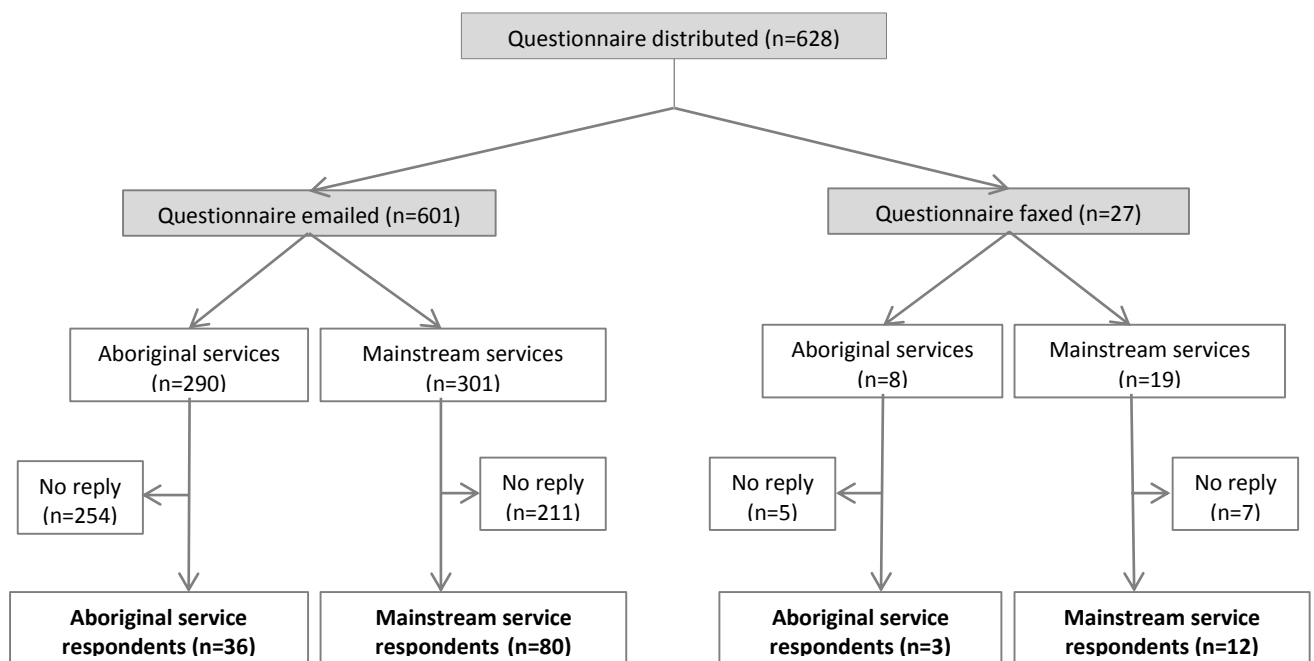 Questionnaire distributed (n=628)
Questionnaire emailed (n=601)
Questionnaire faxed (n=27)
Aboriginal services
(n=290)
Mainstream services
(n=301)
Aboriginal services
(n=8)
Mainstream services
(n=19)
No reply
(n=254)
No reply
(n=211)
No reply
(n=5)
No reply
(n=7)
Aboriginal service
respondents (n=36)
Mainstream service
respondents (n=80)
Aboriginal service
respondents (n=3)
Mainstream service
respondents (n=12)